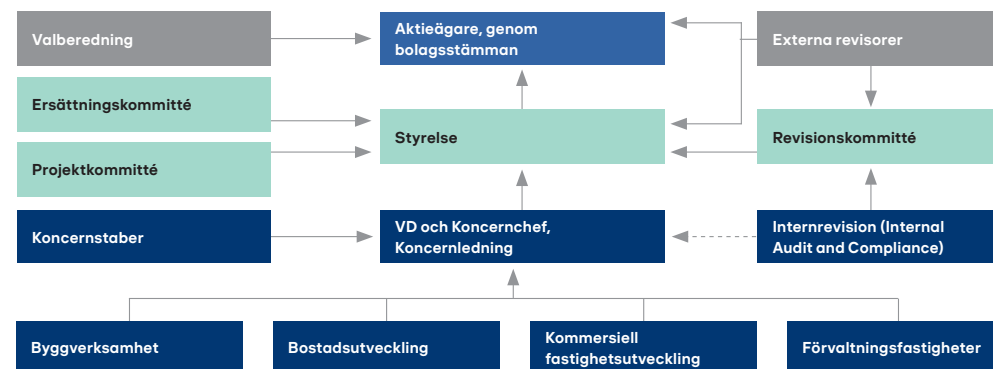 Valberedning
Aktieägare, genom
bolagsstämman
Externa revisorer
Ersättningskommitté
Styrelse
Revisionskommitté
Projektkommitté
Koncernstaber
VD och Koncernchef,
Koncernledning
Internrevision (Internal
Audit and Compliance)
Byggverksamhet
Bostadsutveckling
Kommersiell
fastighetsutveckling
Förvaltningsfastigheter